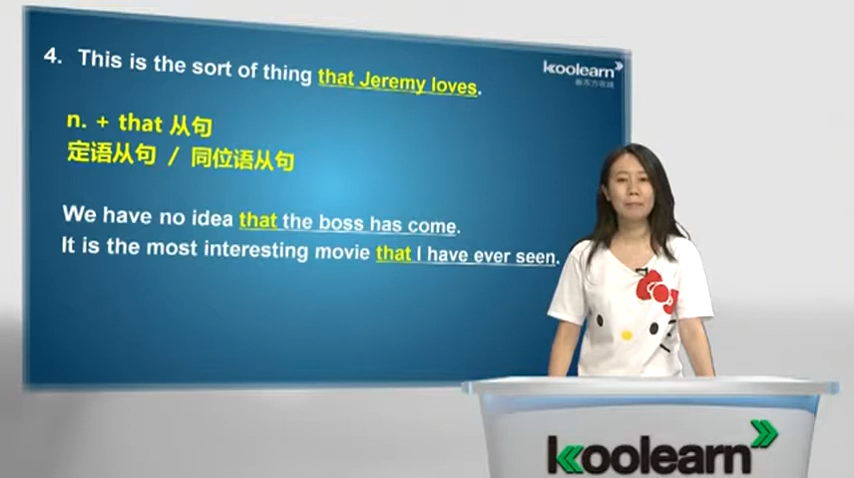 4. This is the sort of thing that Jeremy loves.
koolearn
新东方在线
n. + that 从句
定语从句 / 同位语从句
We have no idea that the boss has come.
It is the most interesting movie that I have ever seen.
koolearn